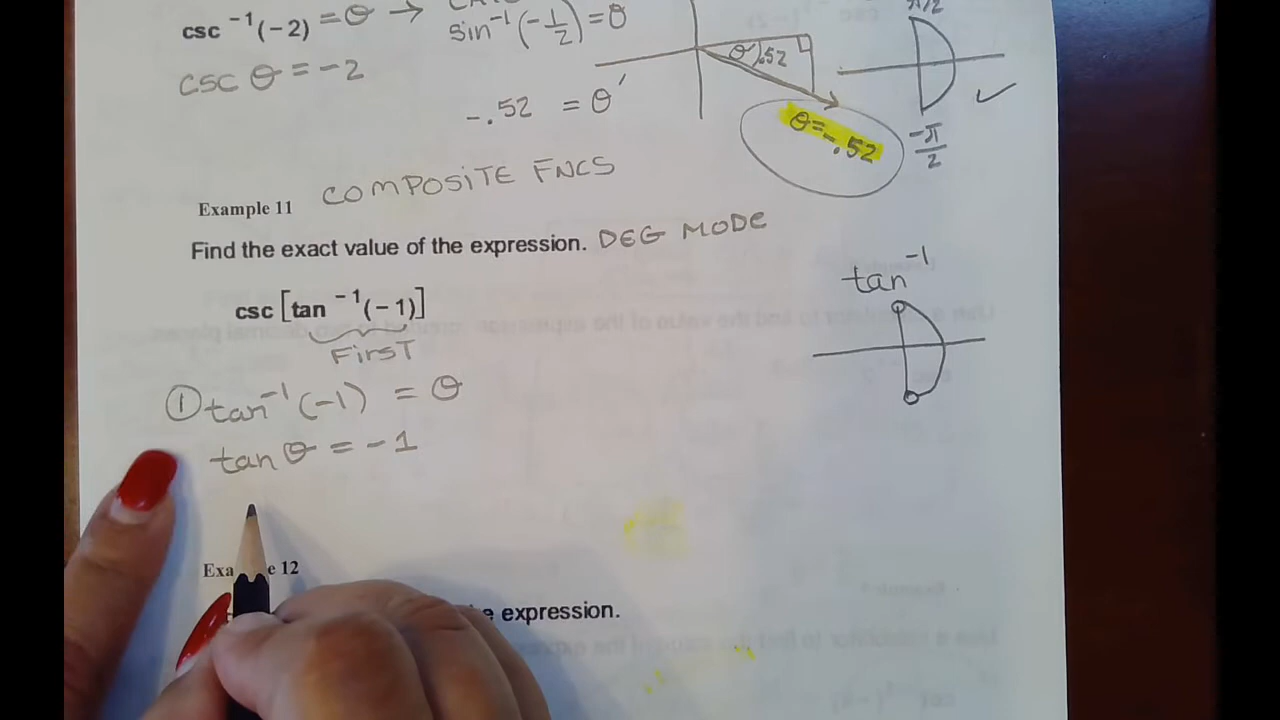 csc ⁻¹(−2) = θ →
sin⁻¹(−1/2) = θ
csc θ = −2
−.52 = θ'
θ' .52
θ = −.52
π/2
−π/2
Example 11 COMPOSITE FNCS
Find the exact value of the expression. DEG MODE
csc [tan ⁻¹(−1)]
FirsT
tan⁻¹
① tan⁻¹(−1) = θ
tan θ = −1
12
expression.